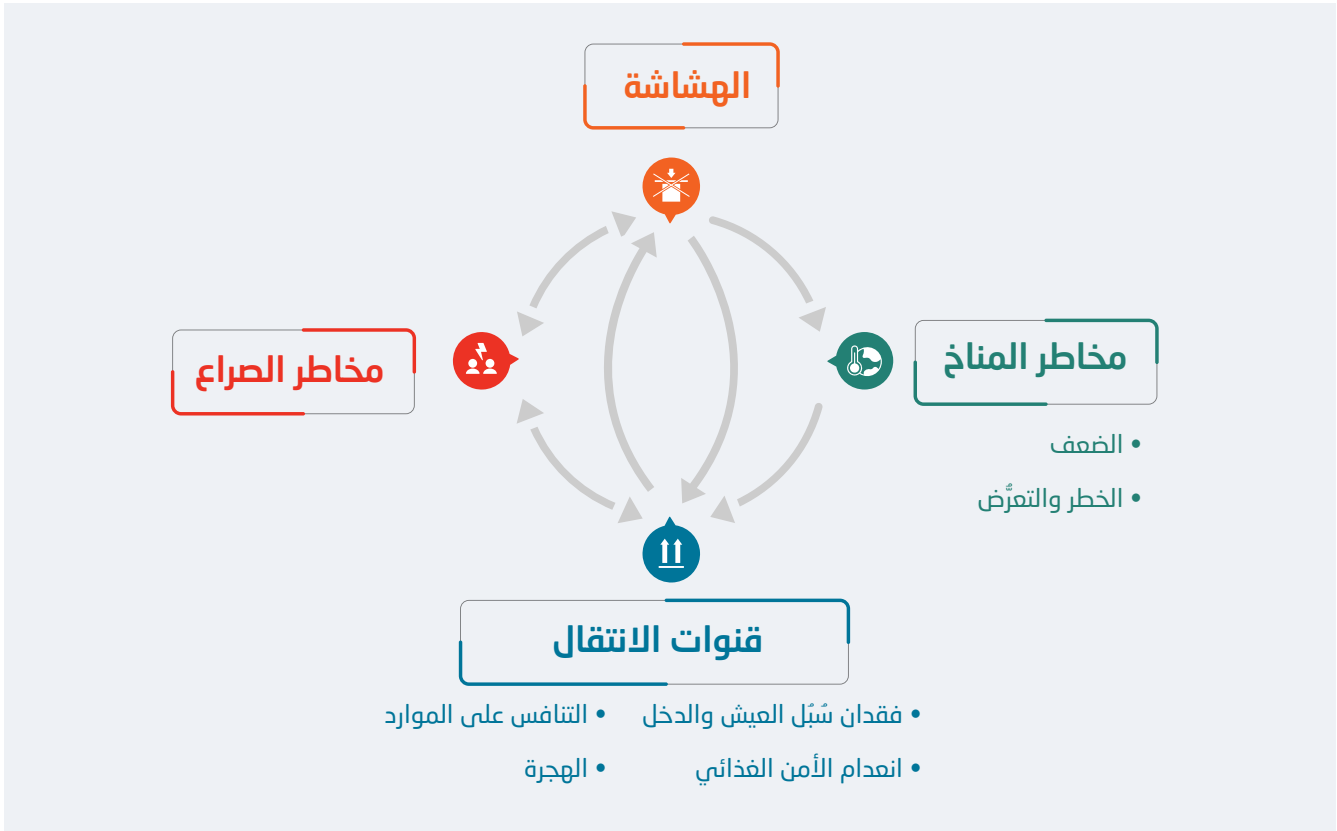 الهشاشة
مخاطر المناخ
• الضعف
• الخطر والتعرُّض
مخاطر الصراع
قنوات الانتقال
• فقدان سُبُل العيش والدخل
• انعدام الأمن الغذائي
• التنافس على الموارد
• الهجرة